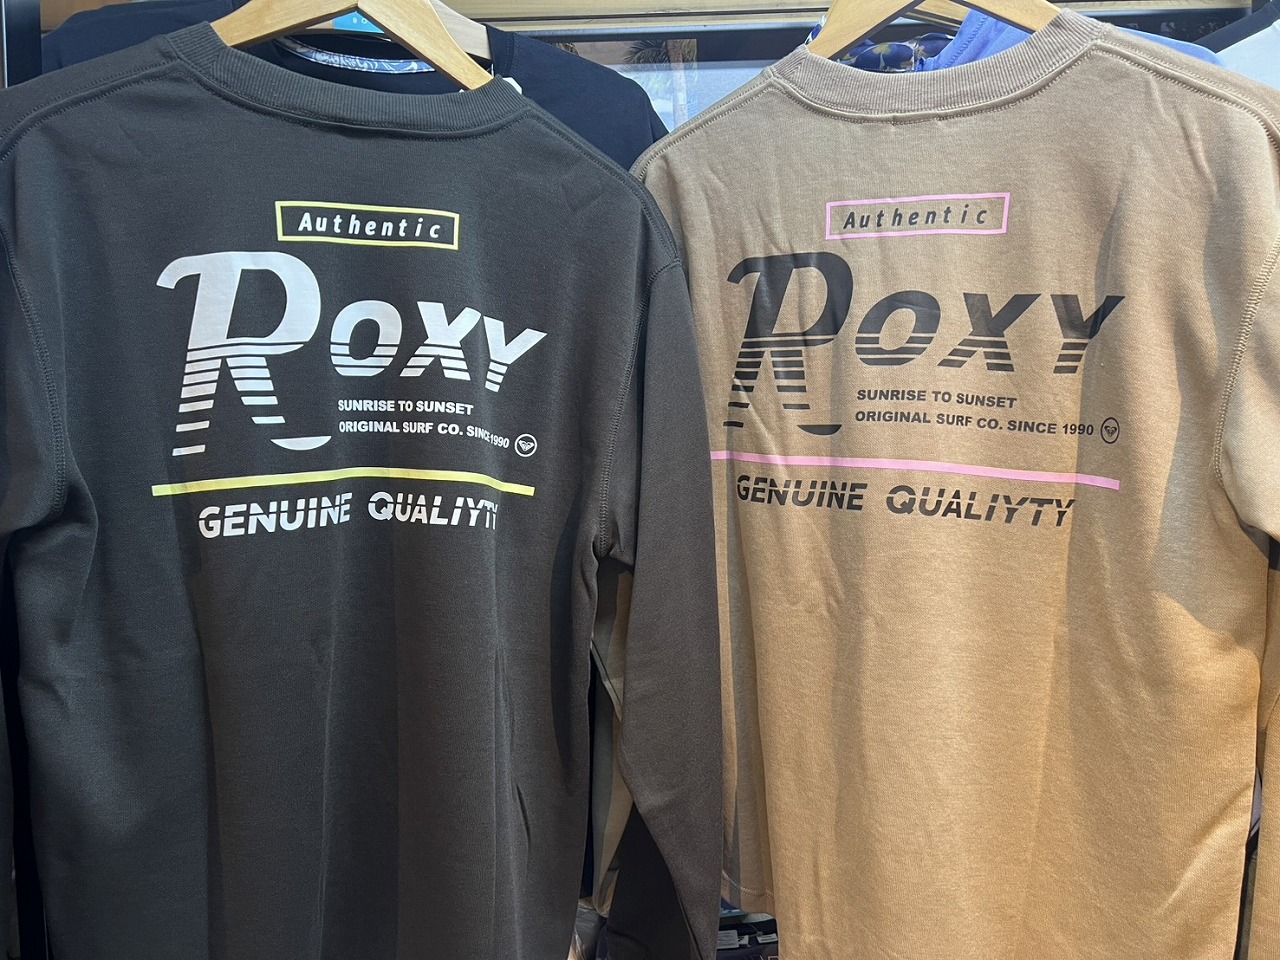 Authentic
ROXY
SUNRISE TO SUNSET
ORIGINAL SURF CO. SINCE 1990
GENUINE QUALIYTY
Authentic
ROXY
SUNRISE TO SUNSET
ORIGINAL SURF CO. SINCE 1990
GENUINE QUALIYTY